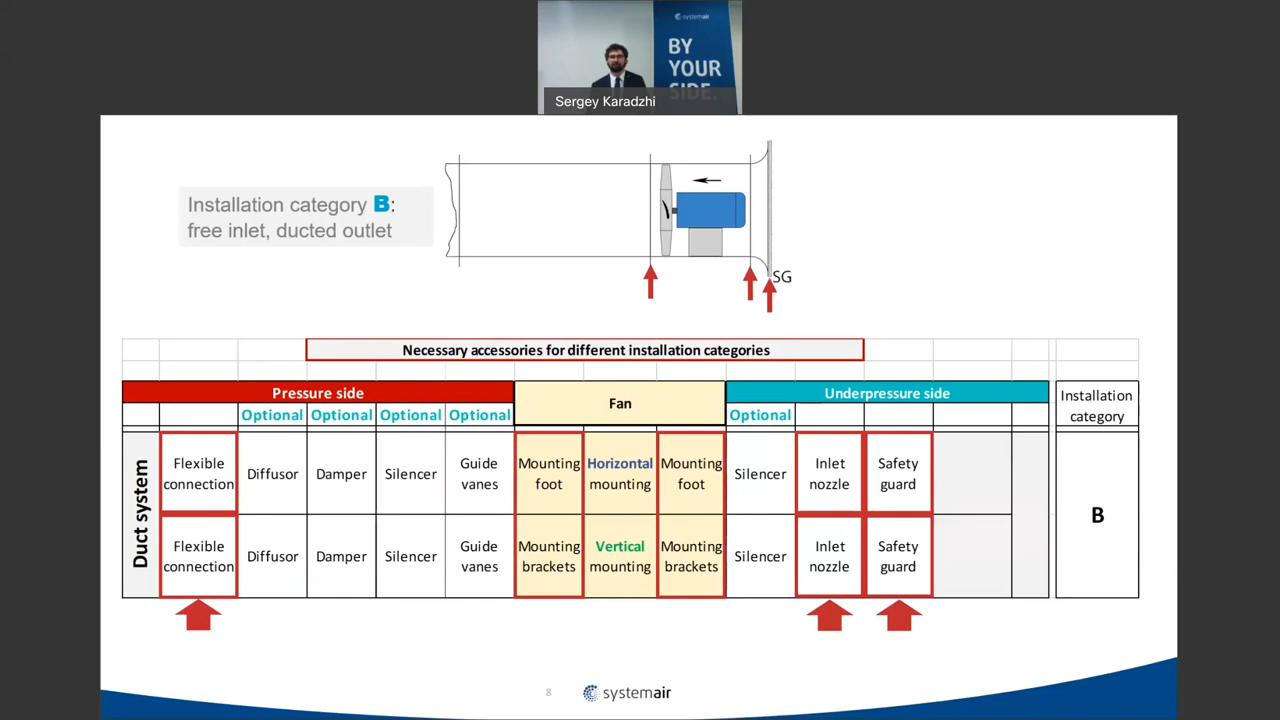 systemair
BY
YOUR
SIDE.
Sergey Karadzhi
Installation category B:
free inlet, ducted outlet
SG
Necessary accessories for different installation categories
Pressure side
Fan
Underpressure side
Installation
category
Optional Optional Optional Optional Optional
Duct system
Flexible
connection
Diffusor
Damper
Silencer
Guide
vanes
Mounting
foot
Horizontal
mounting
Mounting
foot
Silencer
Inlet
nozzle
Safety
guard
B
Flexible
connection
Diffusor
Damper
Silencer
Guide
vanes
Mounting
brackets
Vertical
mounting
Mounting
brackets
Silencer
Inlet
nozzle
Safety
guard
8
systemair